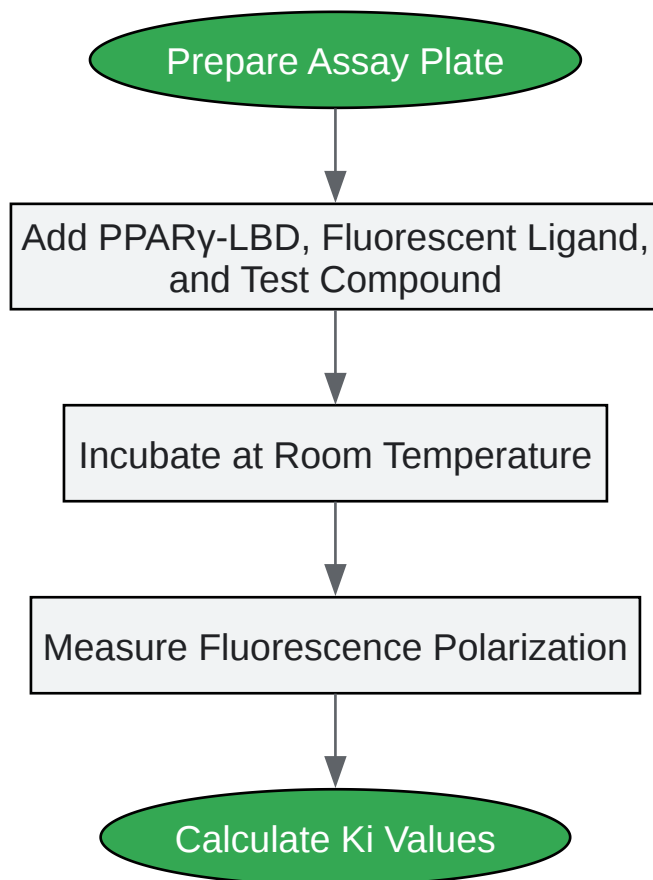 Prepare Assay Plate
Add PPARγ-LBD, Fluorescent Ligand,
and Test Compound
Incubate at Room Temperature
Measure Fluorescence Polarization
Calculate Ki Values